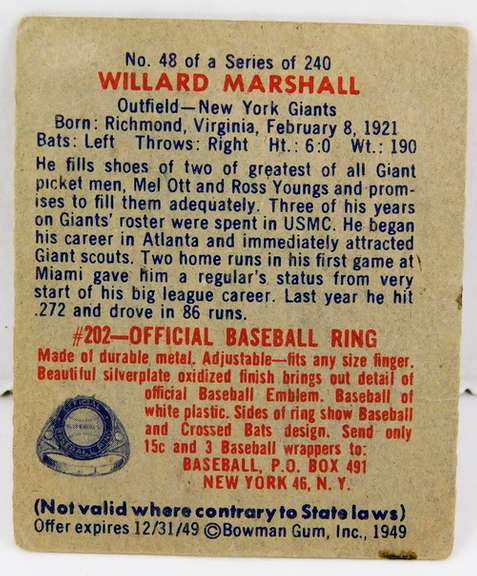 No. 48 of a Series of 240
WILLARD MARSHALL
Outfield—New York Giants
Born: Richmond, Virginia, February 8, 1921
Bats: Left Throws: Right Ht.: 6:0 Wt.: 190
He fills shoes of two of greatest of all Giant
picket men, Mel Ott and Ross Youngs and prom-
ises to fill them adequately. Three of his years
on Giants' roster were spent in USMC. He began
his career in Atlanta and immediately attracted
Giant scouts. Two home runs in his first game at
Miami gave him a regular's status from very
start of his big league career. Last year he hit
.272 and drove in 86 runs.
#202—OFFICIAL BASEBALL RING
Made of durable metal. Adjustable—fits any size finger.
Beautiful silverplate oxidized finish brings out detail of
official Baseball Emblem. Baseball of
white plastic. Sides of ring show Baseball
and Crossed Bats design. Send only
15c and 3 Baseball wrappers to:
BASEBALL, P.O. BOX 491
NEW YORK 46, N. Y.
(Not valid where contrary to State laws)
Offer expires 12/31/49 ©Bowman Gum, Inc., 1949